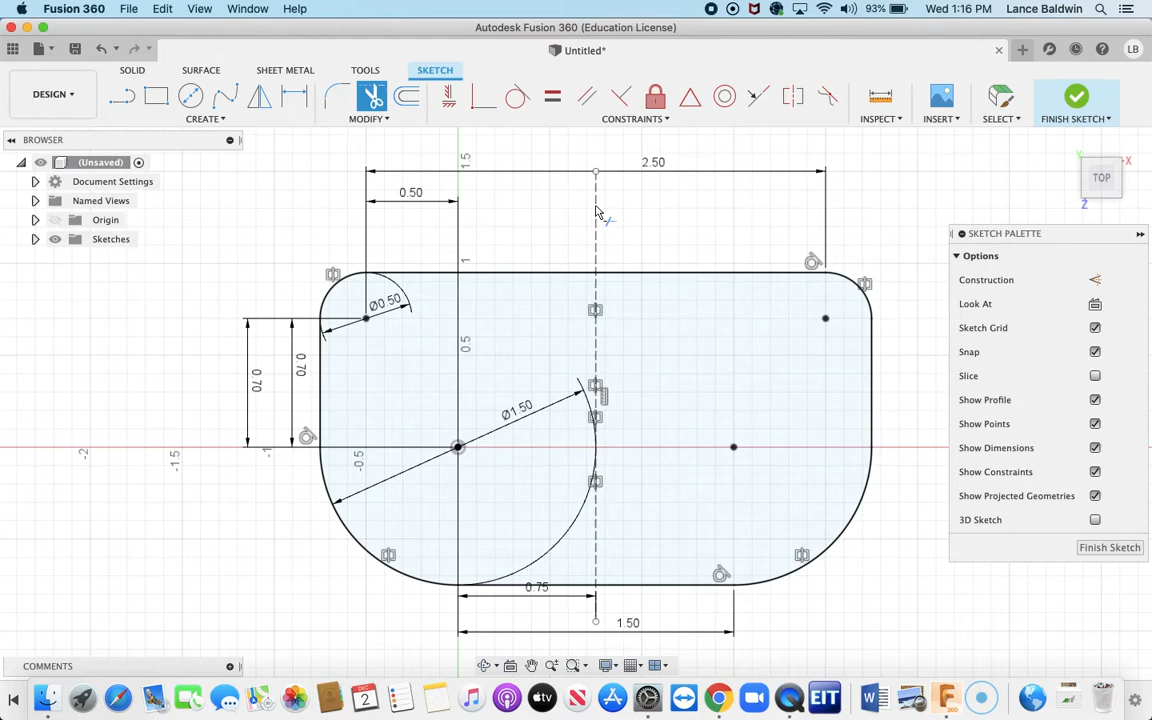 Fusion 360 File Edit View Window Help 93% Wed 1:16 PM Lance Baldwin
Autodesk Fusion 360 (Education License)
Untitled* LB
DESIGN SOLID SURFACE SHEET METAL TOOLS SKETCH
CREATE MODIFY CONSTRAINTS INSPECT INSERT SELECT FINISH SKETCH
BROWSER
(Unsaved)
Document Settings
Named Views
Origin
Sketches
TOP
X
Y
Z
2.50
1.5
0.50
1
Ø0.50
0.5
0.70
0.70
Ø1.50
-2
-1.5
-1
-0.5
0.75
1.50
SKETCH PALETTE
Options
Construction
Look At
Sketch Grid
Snap
Slice
Show Profile
Show Points
Show Dimensions
Show Constraints
Show Projected Geometries
3D Sketch
Finish Sketch
COMMENTS
DEC
2
EIT
W
F
360